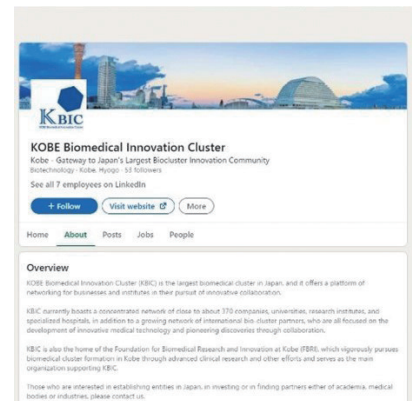 KBIC
KOBE Biomedical Innovation Cluster
Kobe - Gateway to Japan's Largest Biocluster Innovation Community
Biotechnology · Kobe, Hyogo · 53 followers
See all 7 employees on LinkedIn
+ Follow
Visit website
More
Home About Posts Jobs People
Overview
KOBE Biomedical Innovation Cluster (KBIC) is the largest biomedical cluster in Japan, and it offers a platform of
networking for businesses and institutes in their pursuit of innovative collaboration.
KBIC currently boasts a concentrated network of close to about 370 companies, universities, research institutes, and
specialized hospitals, in addition to a growing network of international bio-cluster partners, who are all focused on the
development of innovative medical technology and pioneering discoveries through collaboration.
KBIC is also the home of the Foundation for Biomedical Research and Innovation at Kobe (FBRI), which vigorously pursues
biomedical cluster formation in Kobe through advanced clinical research and other efforts and serves as the main
organization supporting KBIC.
Those who are interested in establishing entities in Japan, in investing or in finding partners either of academia, medical
bodies or industries, please contact us.